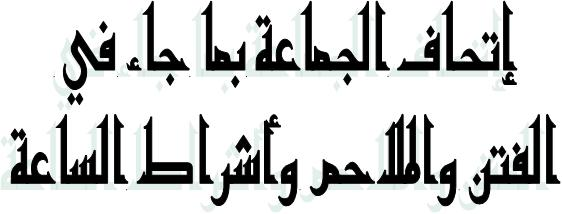 إتحاف الجماعة بما جاء في
الفتن والملاحم وأشراط الساعة